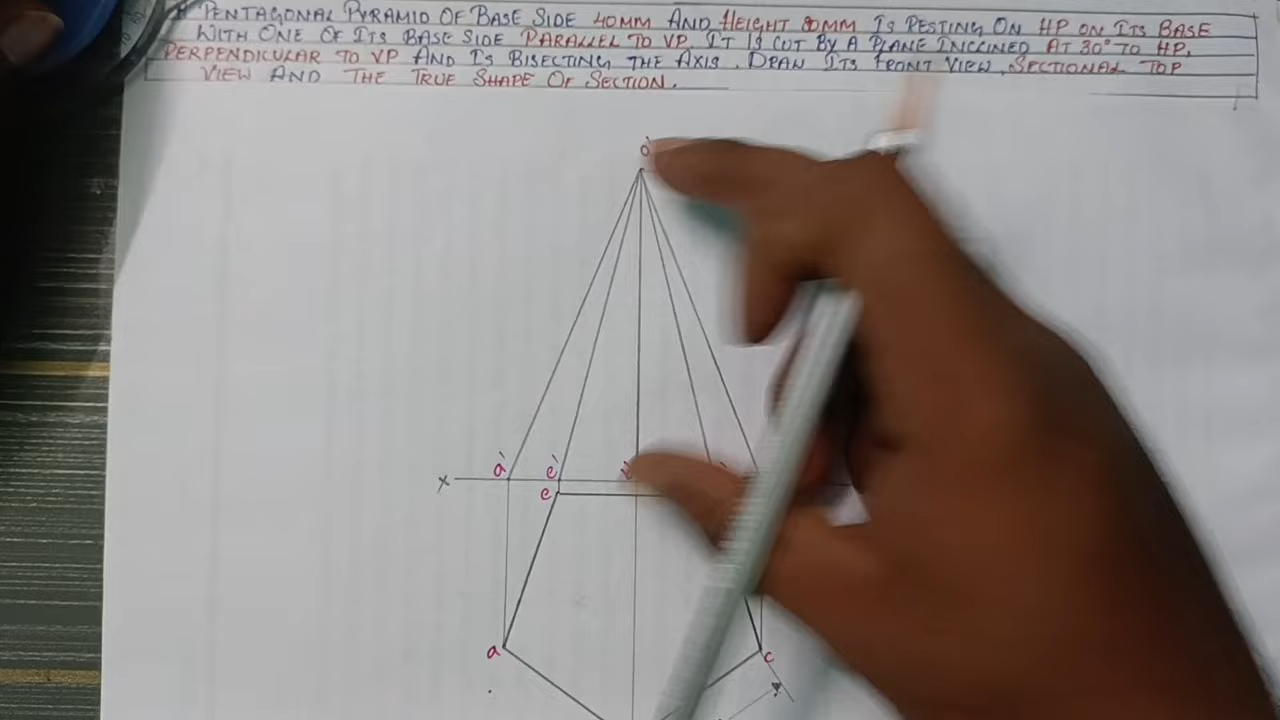 PENTAGONAL PYRAMID OF BASE SIDE 40MM AND HEIGHT 80MM IS RESTING ON HP ON ITS BASE
WITH ONE OF ITS BASE SIDE PARALLEL TO VP. IT IS CUT BY A PLANE INCLINED AT 30° TO HP,
PERPENDICULAR TO VP AND IS BISECTING THE AXIS. DRAW ITS FRONT VIEW, SECTIONAL TOP
VIEW AND THE TRUE SHAPE OF SECTION.
o'
a' e'
X
e
a c